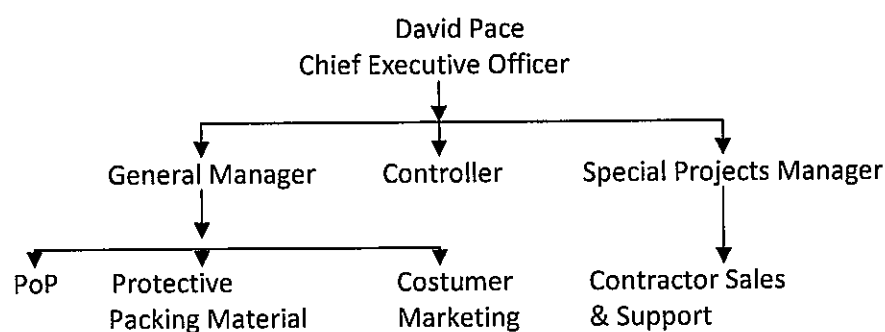 David Pace
Chief Executive Officer
General Manager
Controller
Special Projects Manager
PoP
Protective
Packing Material
Costumer
Marketing
Contractor Sales
& Support